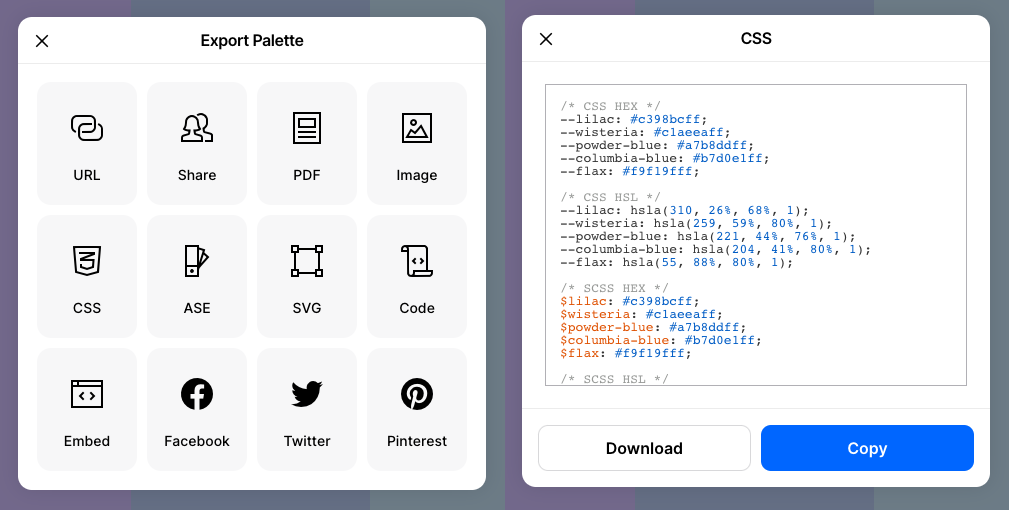 Export Palette
URL
Share
PDF
Image
CSS
ASE
SVG
Code
Embed
Facebook
Twitter
Pinterest
CSS
/* CSS HEX */
--lilac: #c398bcff;
--wisteria: #c1aeeaff;
--powder-blue: #a7b8ddff;
--columbia-blue: #b7d0e1ff;
--flax: #f9f19fff;
/* CSS HSL */
--lilac: hsla(310, 26%, 68%, 1);
--wisteria: hsla(259, 59%, 80%, 1);
--powder-blue: hsla(221, 44%, 76%, 1);
--columbia-blue: hsla(204, 41%, 80%, 1);
--flax: hsla(55, 88%, 80%, 1);
/* SCSS HEX */
$lilac: #c398bcff;
$wisteria: #c1aeeaff;
$powder-blue: #a7b8ddff;
$columbia-blue: #b7d0e1ff;
$flax: #f9f19fff;
/* SCSS HSL */
Download
Copy